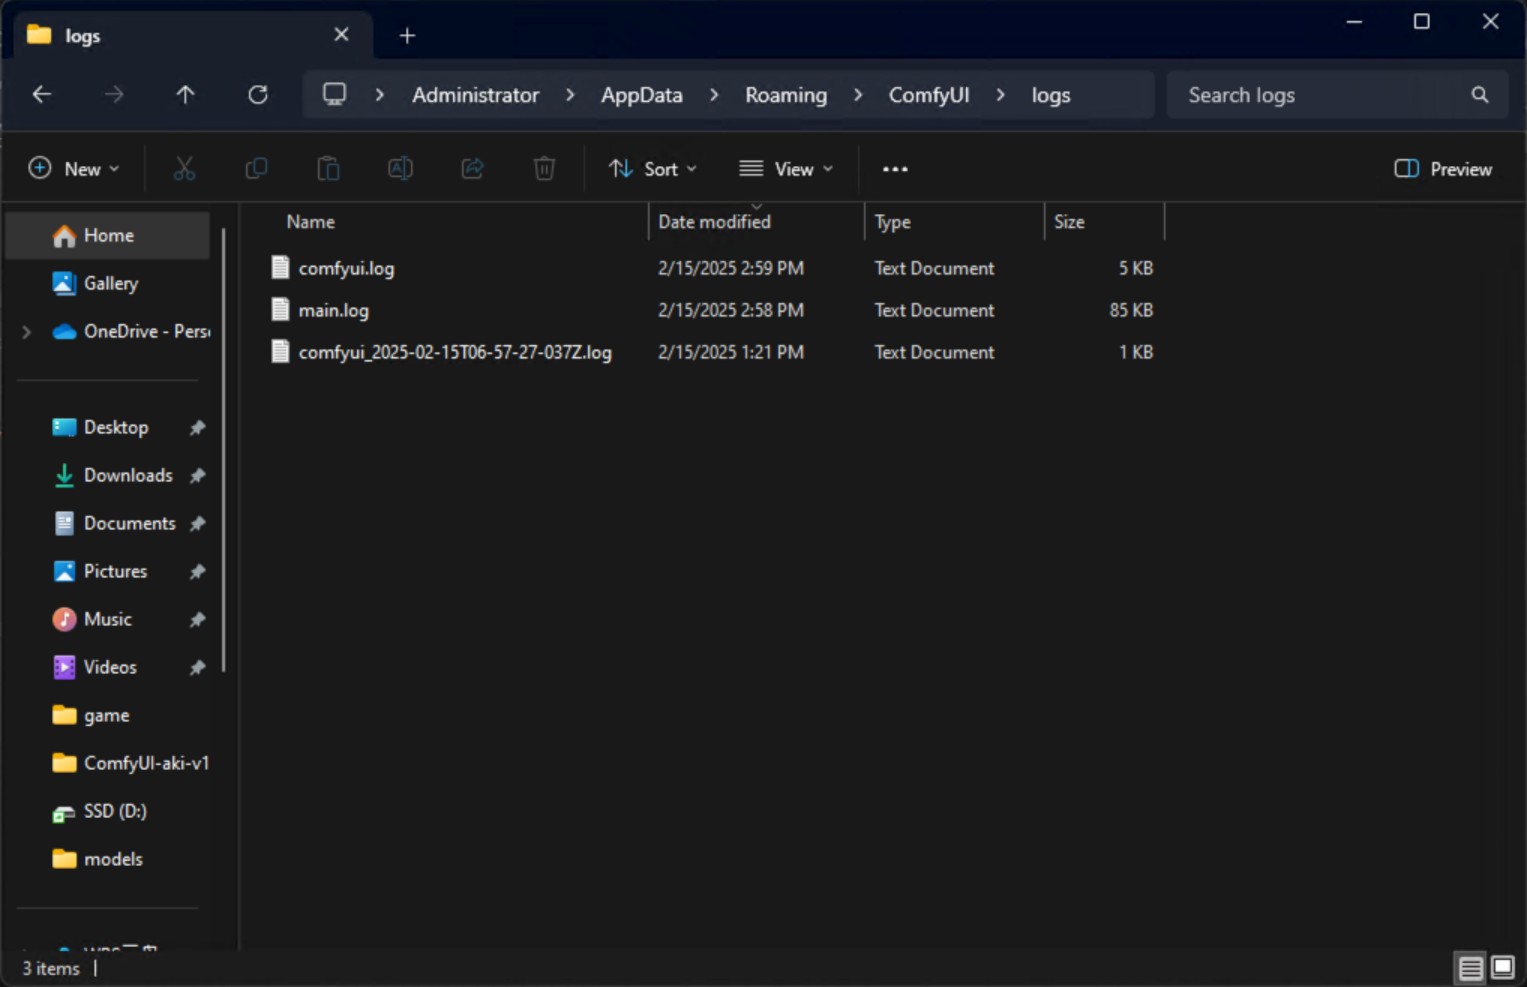 logs
Administrator > AppData > Roaming > ComfyUI > logs
Search logs
New
Sort
View
Preview
Home
Gallery
OneDrive - Pers
Desktop
Downloads
Documents
Pictures
Music
Videos
game
ComfyUI-aki-v1
SSD (D:)
models
Name Date modified Type Size
comfyui.log 2/15/2025 2:59 PM Text Document 5 KB
main.log 2/15/2025 2:58 PM Text Document 85 KB
comfyui_2025-02-15T06-57-27-037Z.log 2/15/2025 1:21 PM Text Document 1 KB
3 items